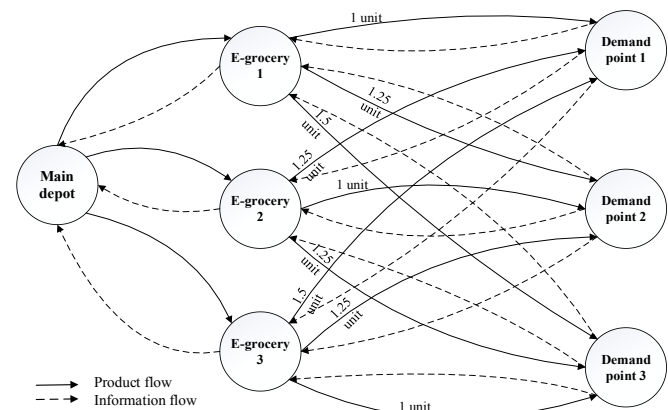 1 unit
E-grocery
1
Demand
point 1
1.25
unit
1.5
unit
1.25
unit
Main
depot
E-grocery
2
1 unit
Demand
point 2
1.25
unit
1.5
unit
1.25
unit
E-grocery
3
Demand
point 3
Product flow
Information flow
1 unit